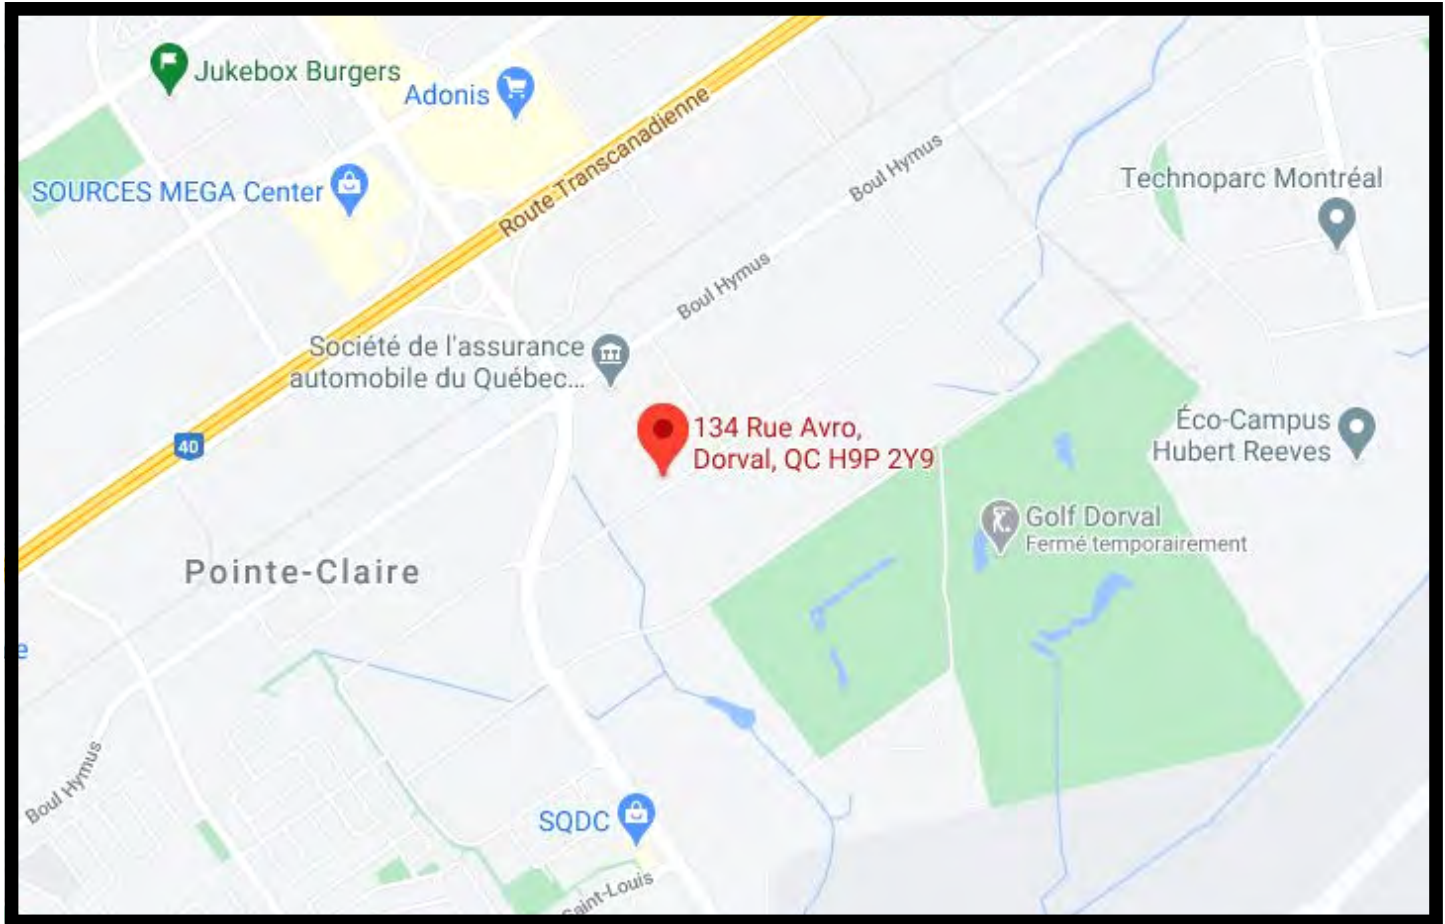 Jukebox Burgers
Adonis
Route Transcanadienne
Boul Hymus
Technoparc Montréal
SOURCES MEGA Center
Boul Hymus
Société de l'assurance
automobile du Québec...
134 Rue Avro,
Dorval, QC H9P 2Y9
Éco-Campus
Hubert Reeves
40
Golf Dorval
Fermé temporairement
Pointe-Claire
e
Boul Hymus
SQDC
Saint-Louis